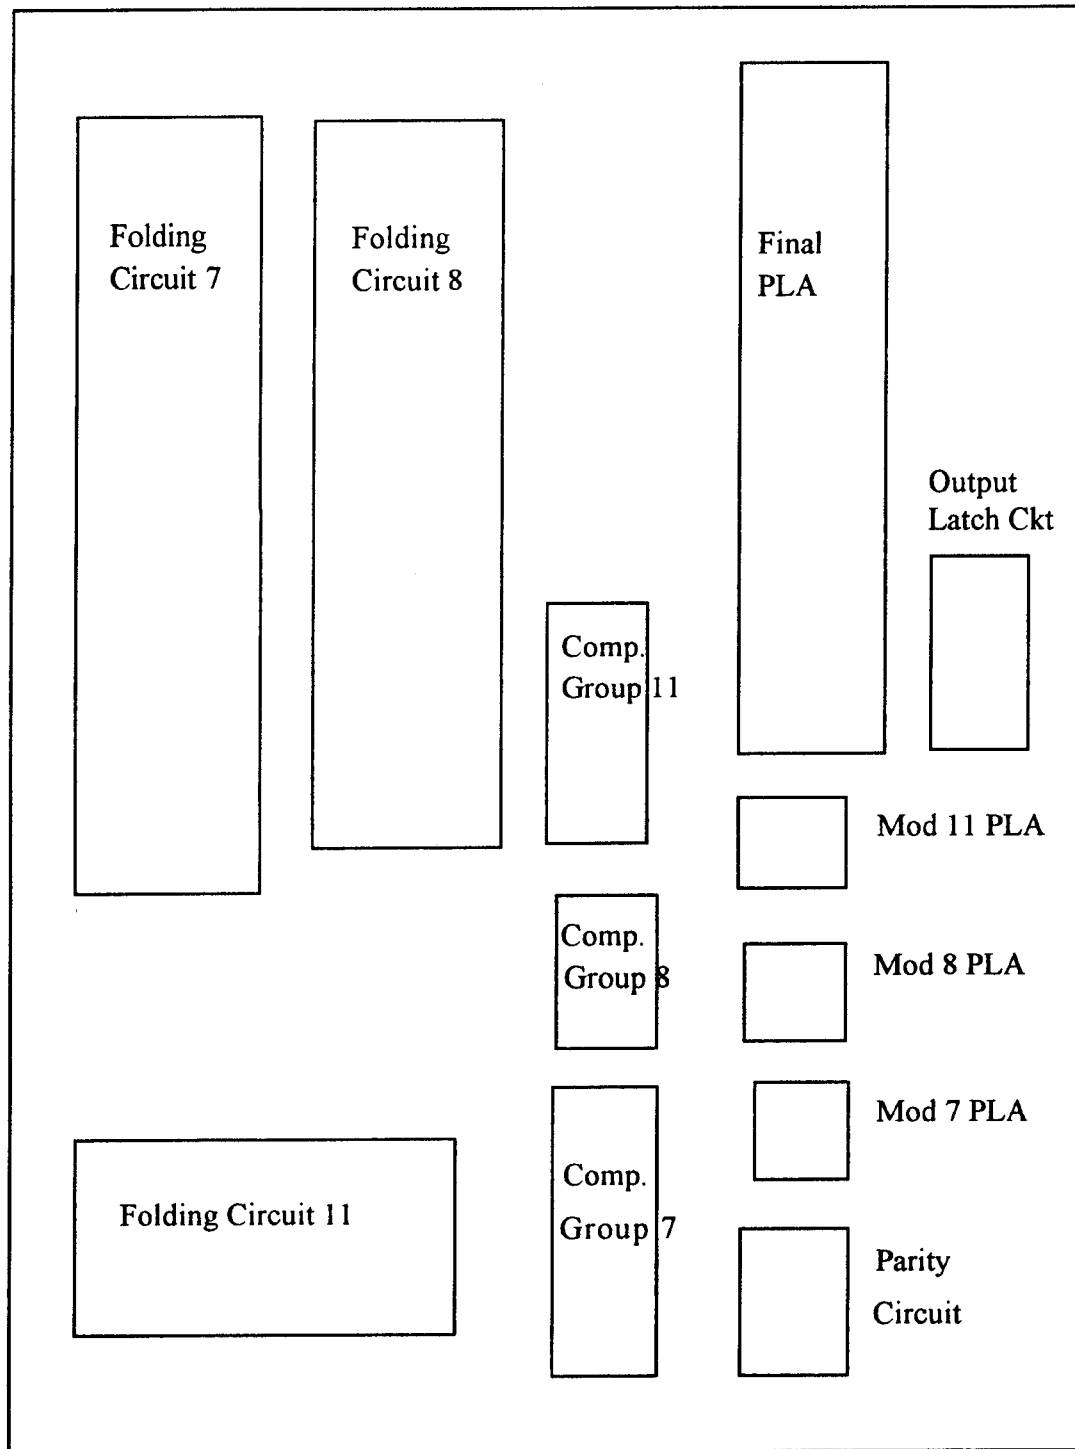 Folding
Circuit 7
Folding
Circuit 8
Final
PLA
Output
Latch Ckt
Comp.
Group 11
Mod 11 PLA
Comp.
Group 8
Mod 8 PLA
Mod 7 PLA
Comp.
Group 7
Folding Circuit 11
Parity
Circuit